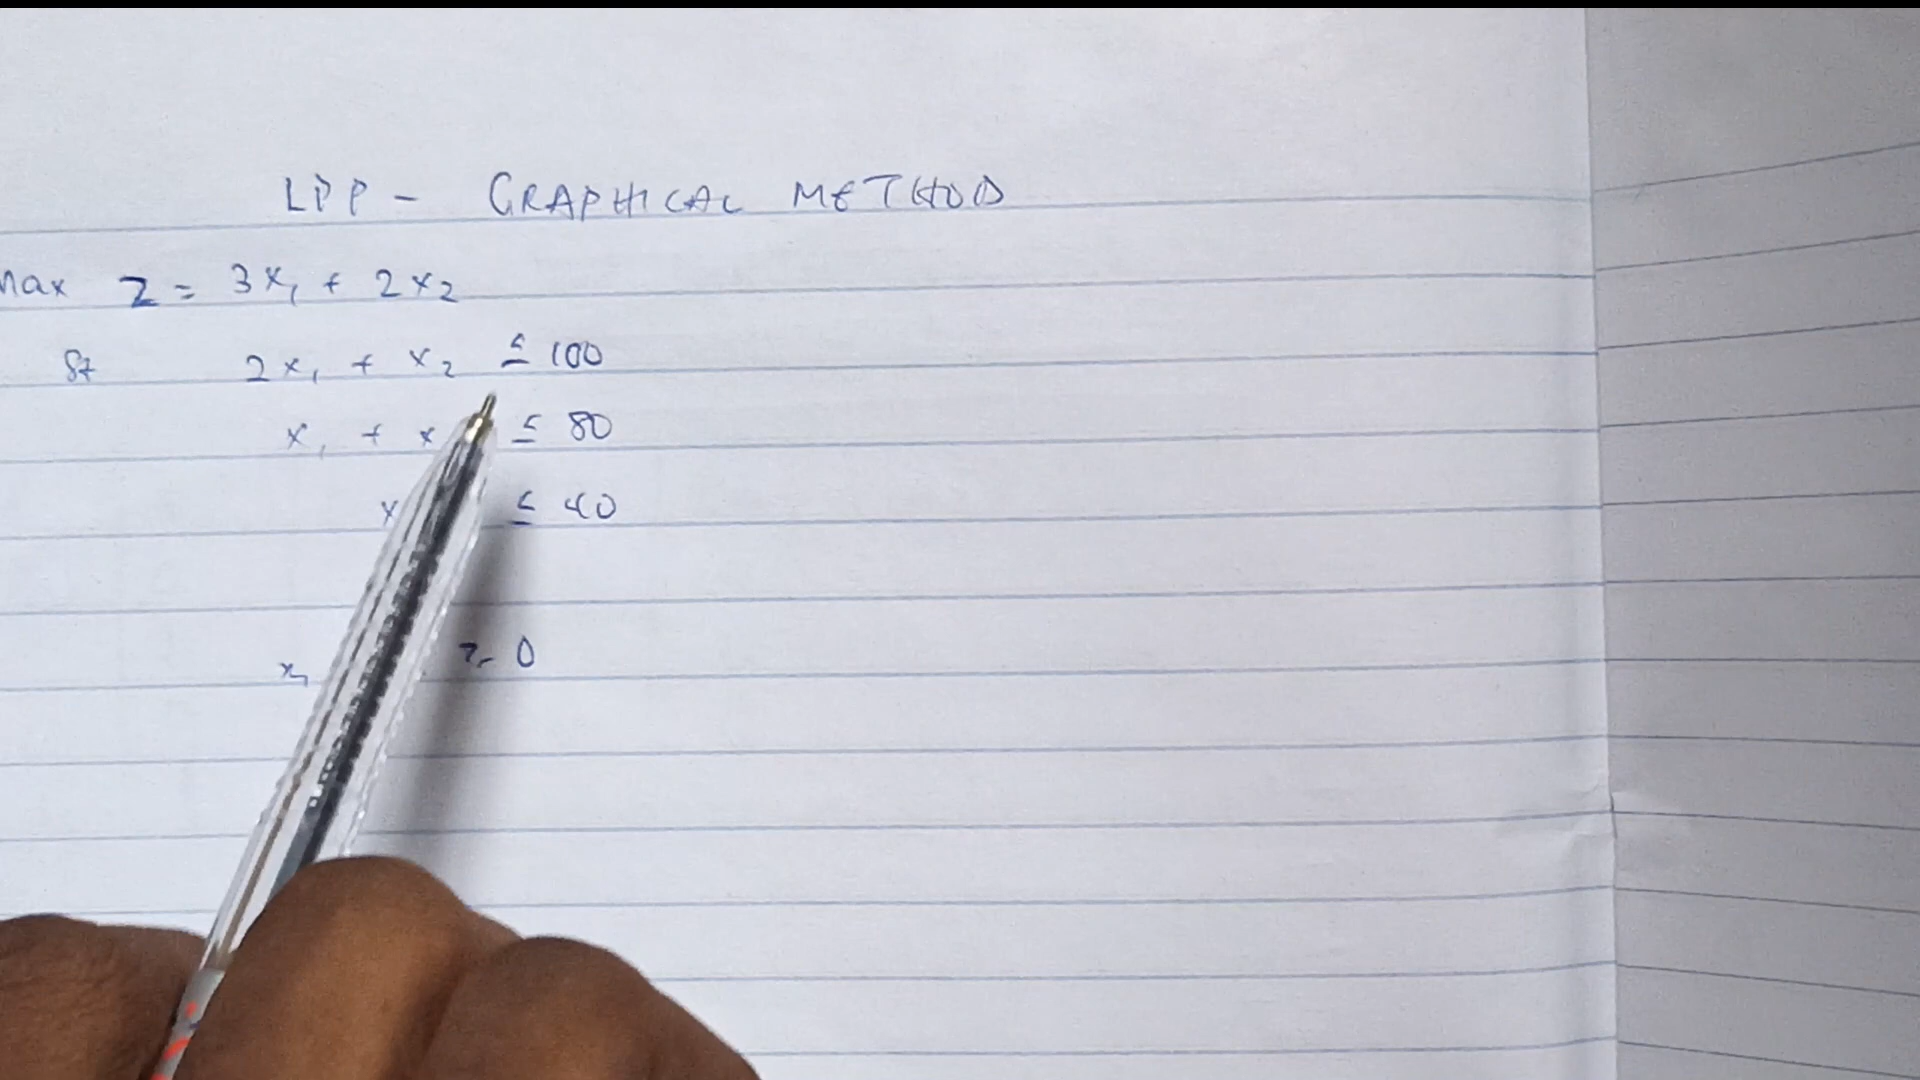 LPP - GRAPHICAL METHOD
Max Z = 3x₁ + 2x₂
St 2x₁ + x₂ ≤ 100
x₁ + x ≤ 80
x ≤ 40
x₁ ≥ 0